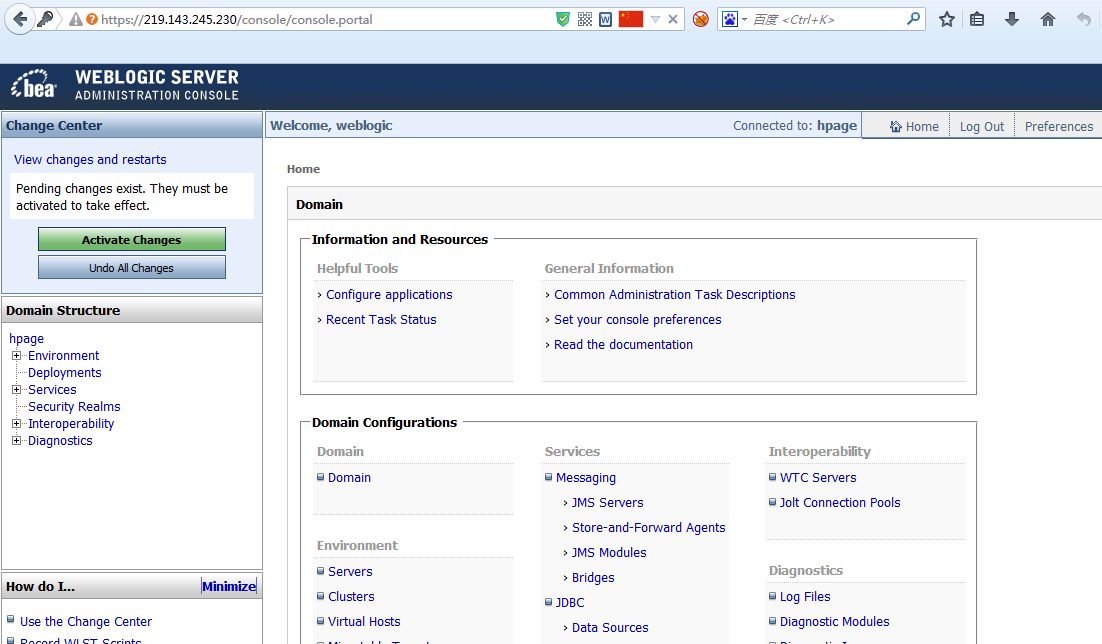 https://219.143.245.230/console/console.portal
百度 <Ctrl+K>
bea
WEBLOGIC SERVER
ADMINISTRATION CONSOLE
Change Center
View changes and restarts
Pending changes exist. They must be
activated to take effect.
Activate Changes
Undo All Changes
Domain Structure
hpage
Environment
Deployments
Services
Security Realms
Interoperability
Diagnostics
How do I... Minimize
Use the Change Center
Record WLST Scripts
Welcome, weblogic Connected to: hpage Home Log Out Preferences
Home
Domain
Information and Resources
Helpful Tools
› Configure applications
› Recent Task Status
General Information
› Common Administration Task Descriptions
› Set your console preferences
› Read the documentation
Domain Configurations
Domain
Domain
Environment
Servers
Clusters
Virtual Hosts
Services
Messaging
› JMS Servers
› Store-and-Forward Agents
› JMS Modules
› Bridges
JDBC
› Data Sources
Interoperability
WTC Servers
Jolt Connection Pools
Diagnostics
Log Files
Diagnostic Modules